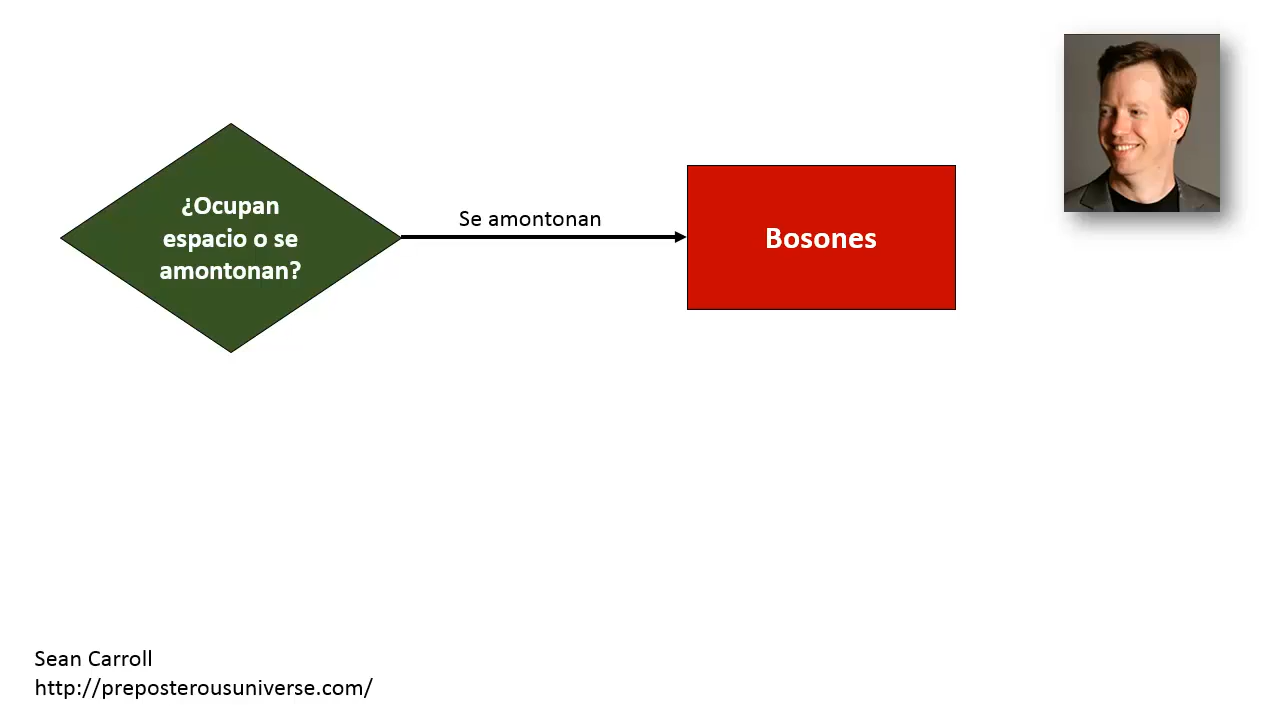 ¿Ocupan
espacio o se
amontonan?
Se amontonan
Bosones
Sean Carroll
http://preposterousuniverse.com/